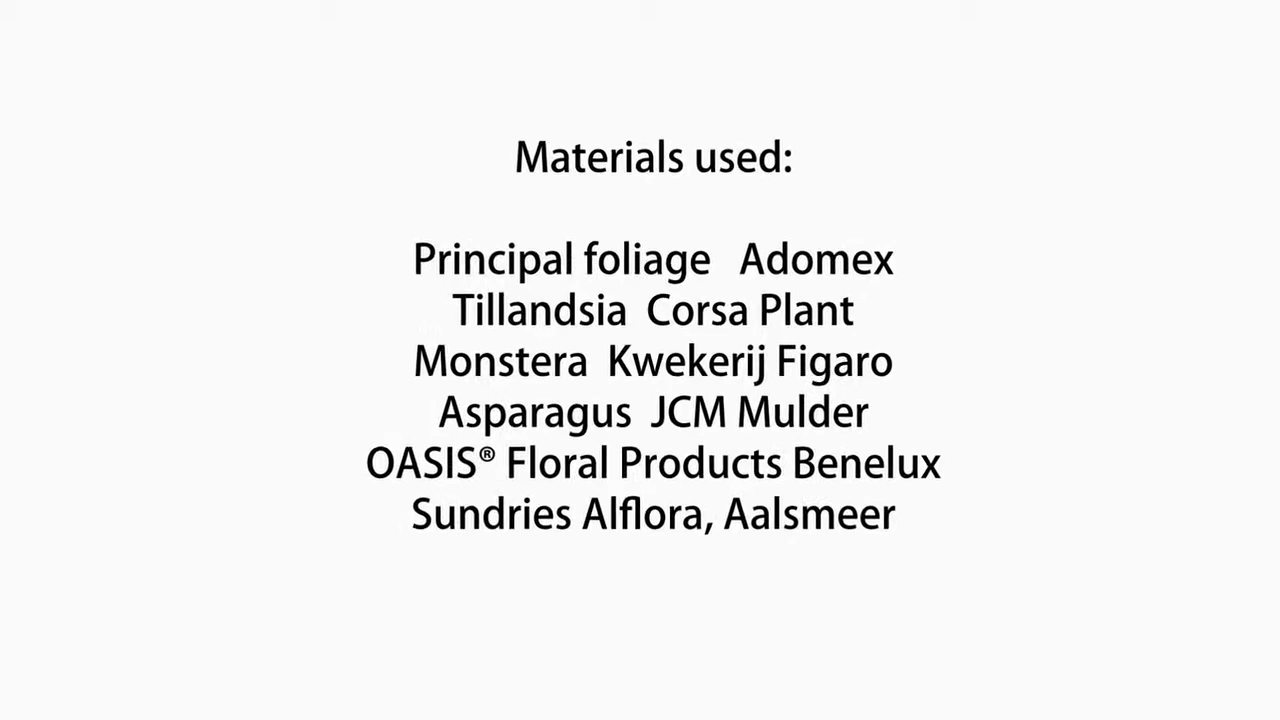 Materials used:
Principal foliage   Adomex
Tillandsia  Corsa Plant
Monstera  Kwekerij Figaro
Asparagus  JCM Mulder
OASIS® Floral Products Benelux
Sundries Alflora, Aalsmeer